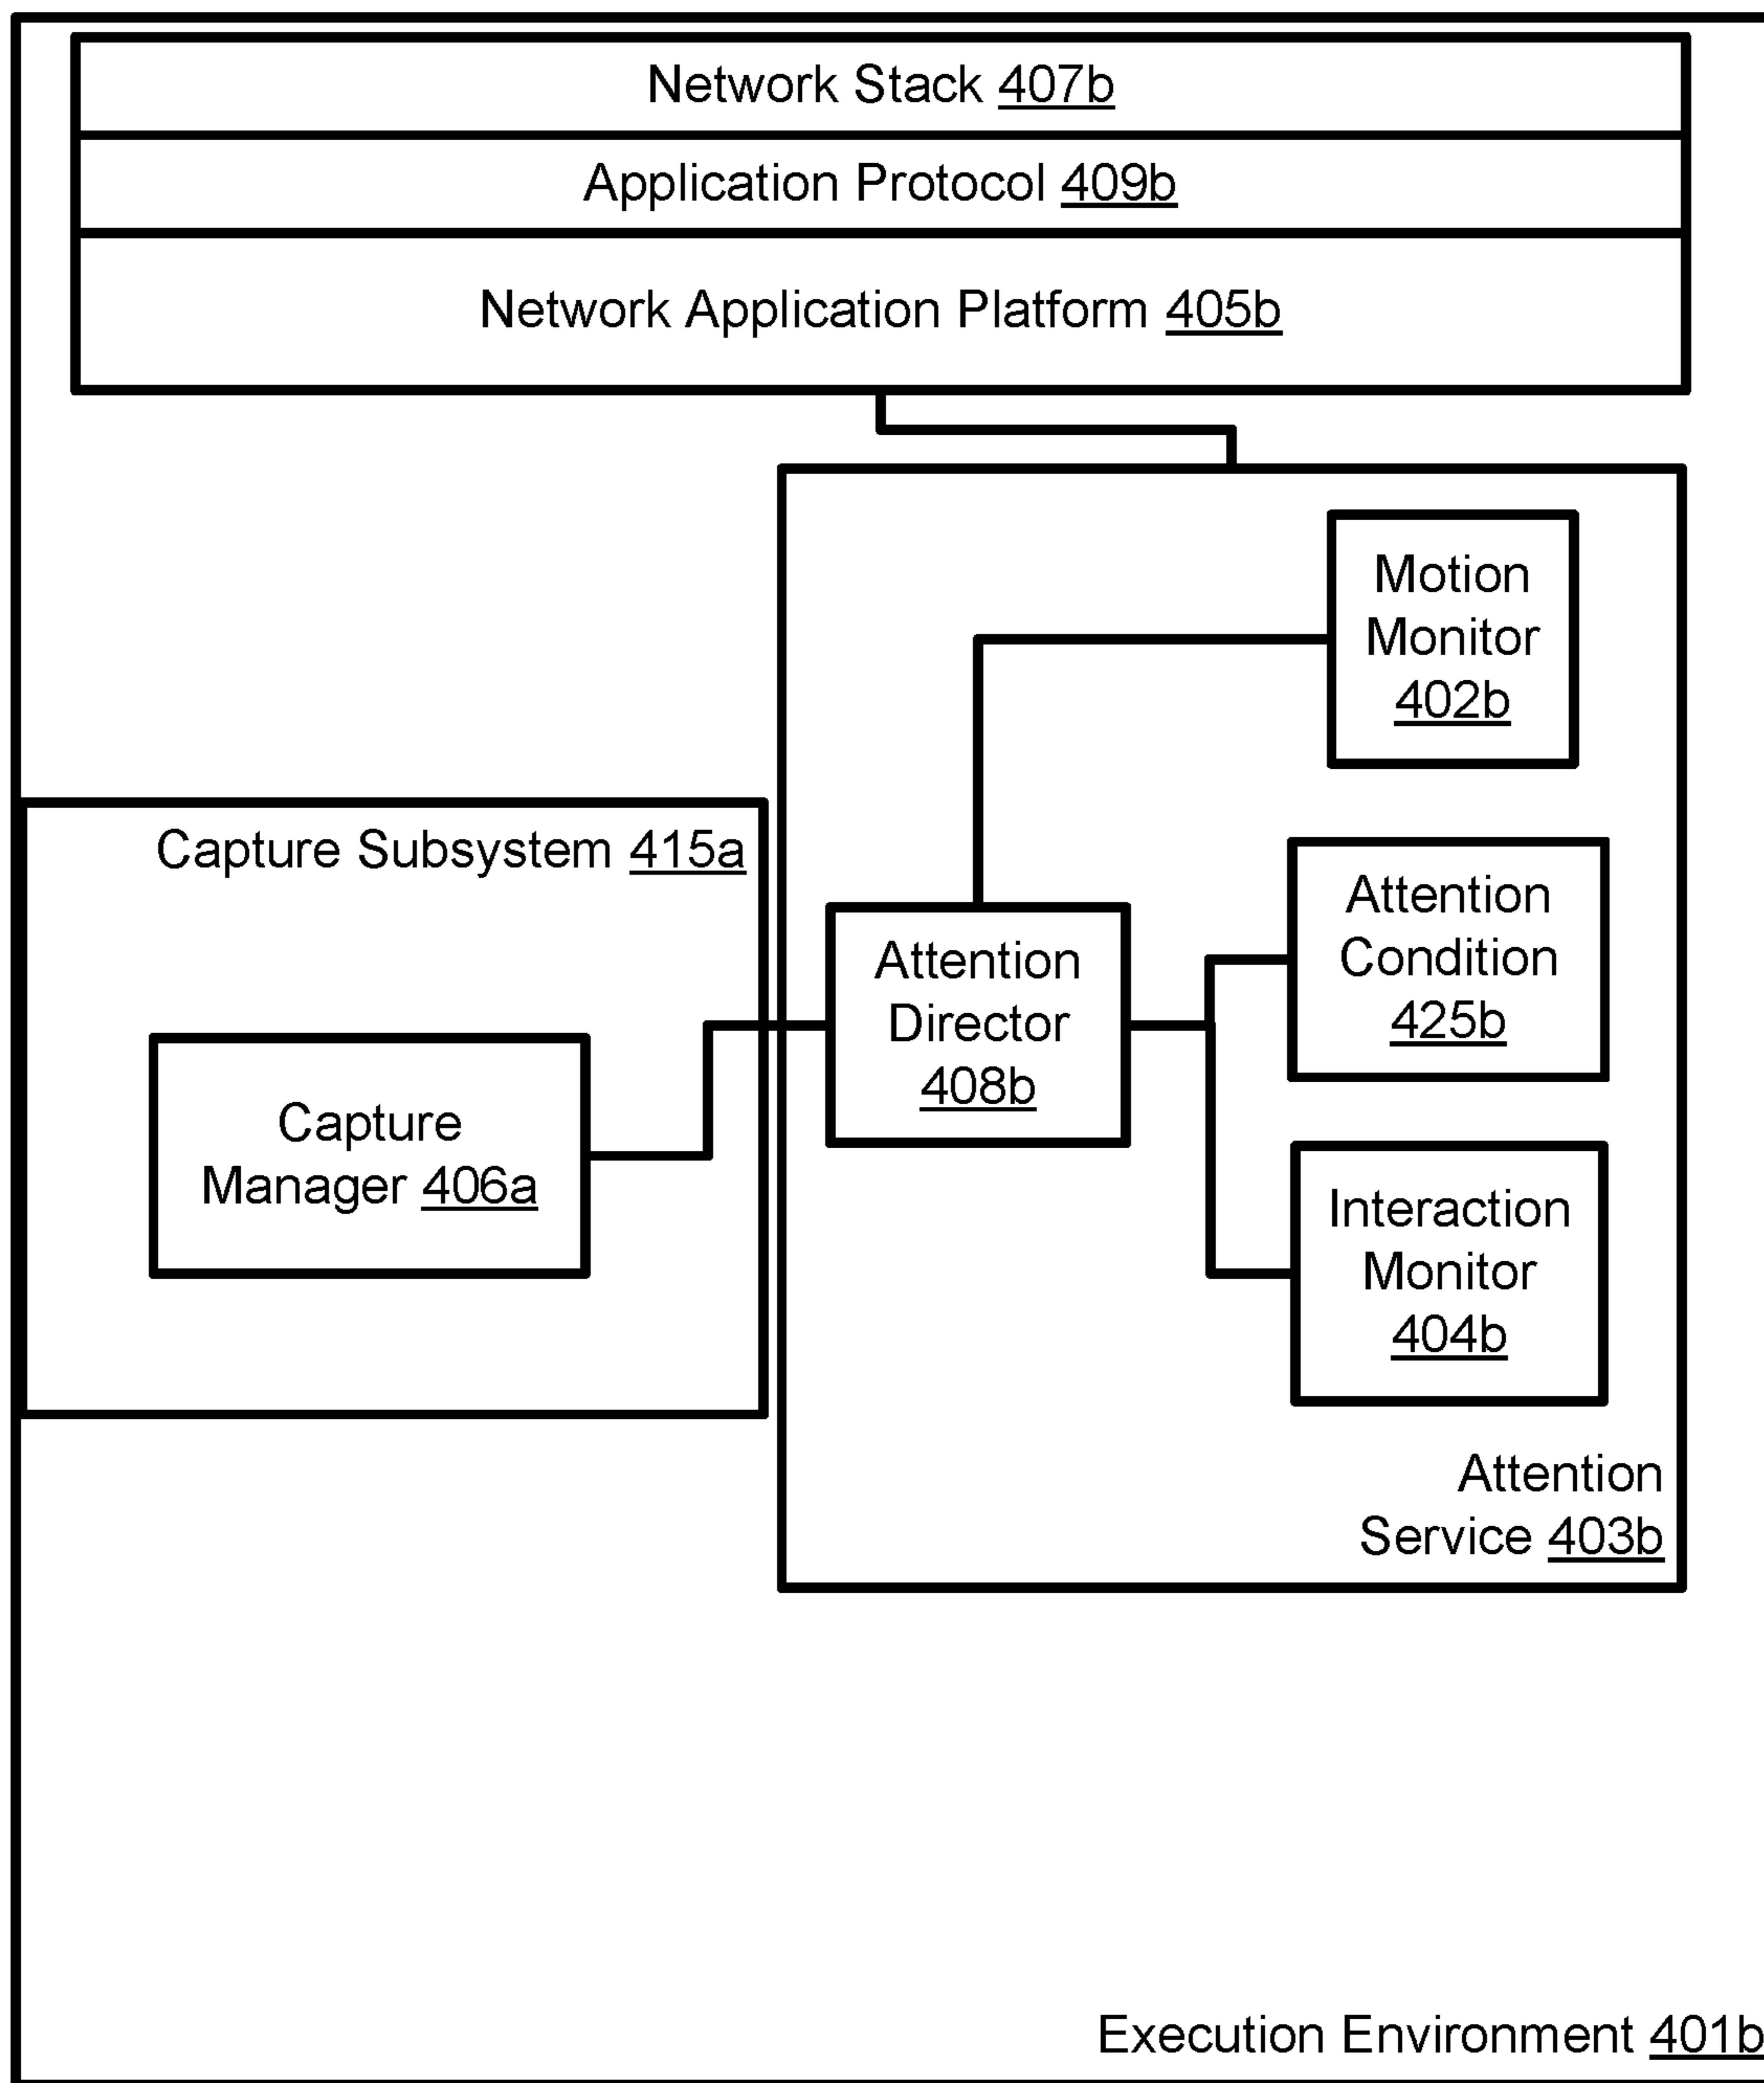 Network Stack 407b
Application Protocol 409b
Network Application Platform 405b
Motion
Monitor
402b
Capture Subsystem 415a
Attention
Condition
425b
Attention
Director
408b
Capture
Manager 406a
Interaction
Monitor
404b
Attention
Service 403b
Execution Environment 401b